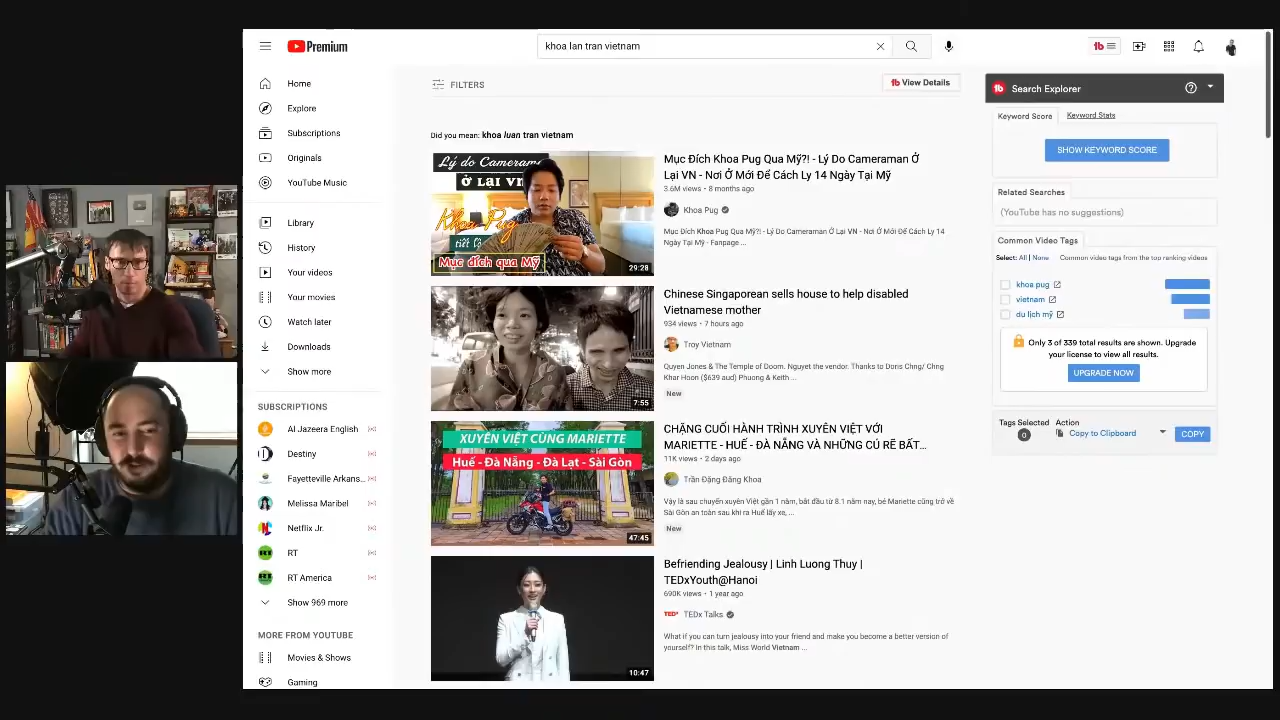 Premium
khoa lan tran vietnam
Home
Explore
Subscriptions
Originals
YouTube Music
Library
History
Your videos
Your movies
Watch later
Downloads
Show more
SUBSCRIPTIONS
Al Jazeera English
Destiny
Fayetteville Arkans...
Melissa Maribel
Netflix Jr.
RT
RT America
Show 969 more
MORE FROM YOUTUBE
Movies & Shows
Gaming
FILTERS
View Details
Did you mean: khoa luan tran vietnam
Lý do Cameraman
ở lại VN
Khoa Pug
tiết lộ
Mục đích qua Mỹ
29:28
Mục Đích Khoa Pug Qua Mỹ?! - Lý Do Cameraman Ở
Lại VN - Nơi Ở Mới Để Cách Ly 14 Ngày Tại Mỹ
3.6M views • 8 months ago
Khoa Pug
Mục Đích Khoa Pug Qua Mỹ?! - Lý Do Cameraman Ở Lại VN - Nơi Ở Mới Để Cách Ly 14
Ngày Tại Mỹ - Fanpage ...
7:55
Chinese Singaporean sells house to help disabled
Vietnamese mother
934 views • 7 hours ago
Troy Vietnam
Quyen Jones & The Temple of Doom. Nguyet the vendor. Thanks to Doris Chng/ Chng
Khar Hoon ($639 aud) Phuong & Keith ...
New
XUYÊN VIỆT CÙNG MARIETTE
Huế - Đà Nẵng - Đà Lạt - Sài Gòn
47:45
CHẶNG CUỐI HÀNH TRÌNH XUYÊN VIỆT VỚI
MARIETTE - HUẾ - ĐÀ NẴNG VÀ NHỮNG CÚ RẼ BẤT...
11K views • 2 days ago
Trần Đặng Đăng Khoa
Vậy là sau chuyến xuyên Việt gần 1 năm, bắt đầu từ 8.1 năm nay, bé Mariette cũng trở về
Sài Gòn an toàn sau khi ra Huế lấy xe, ...
New
10:47
Befriending Jealousy | Linh Luong Thuy |
TEDxYouth@Hanoi
690K views • 1 year ago
TEDx Talks
What if you can turn jealousy into your friend and make you become a better version of
yourself? In this talk, Miss World Vietnam ...
Search Explorer
Keyword Score Keyword Stats
SHOW KEYWORD SCORE
Related Searches
(YouTube has no suggestions)
Common Video Tags
Select: All | None Common video tags from the top ranking videos
khoa pug
vietnam
du lịch mỹ
Only 3 of 339 total results are shown. Upgrade
your license to view all results.
UPGRADE NOW
Tags Selected Action
0 Copy to Clipboard COPY